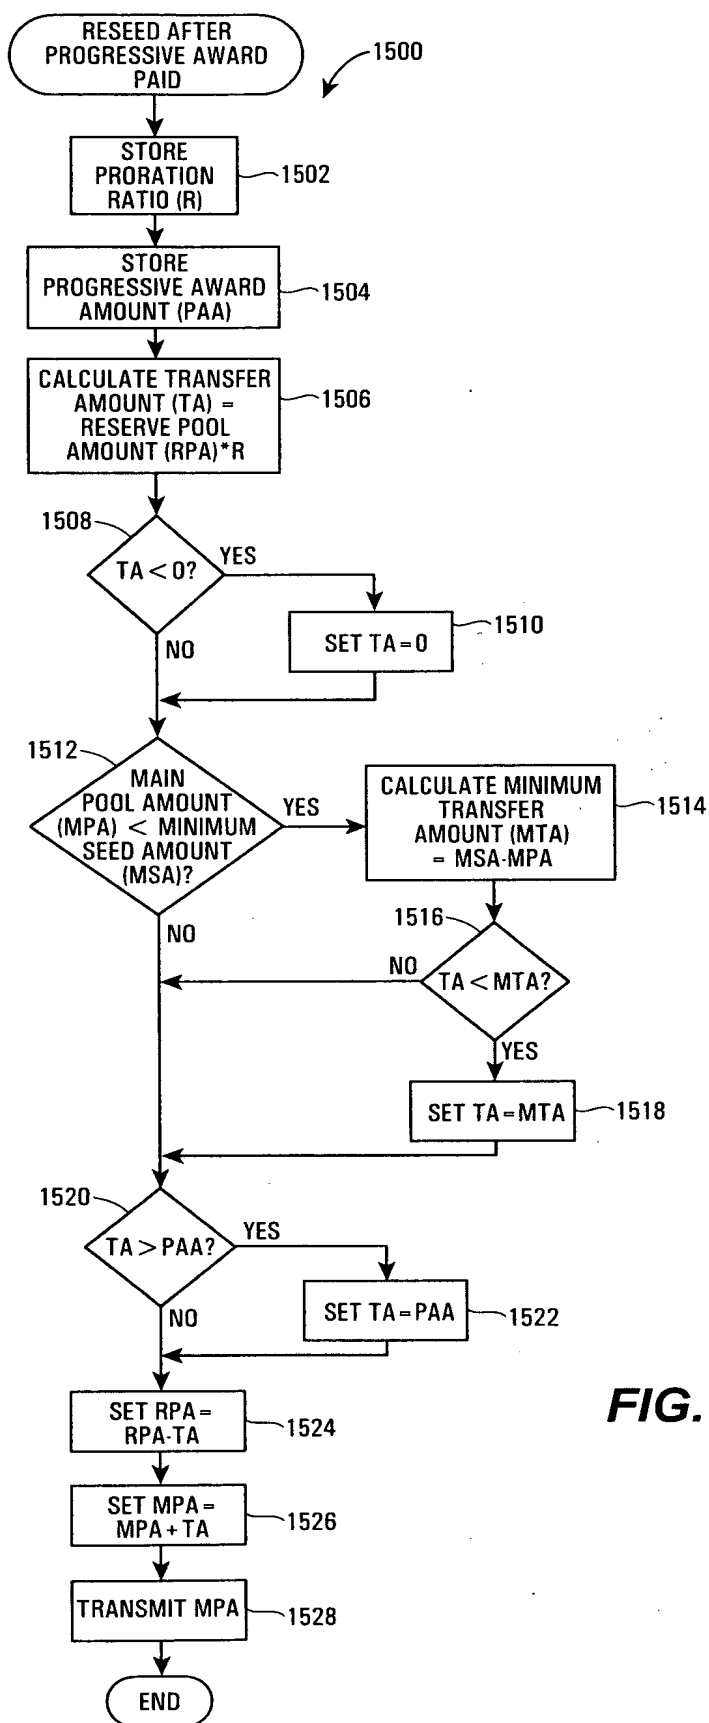 RESEED AFTER
PROGRESSIVE AWARD
PAID
1500
STORE
PRORATION
RATIO (R)
1502
STORE
PROGRESSIVE AWARD
AMOUNT (PAA)
1504
CALCULATE TRANSFER
AMOUNT (TA) =
RESERVE POOL
AMOUNT (RPA)*R
1506
1508
TA < 0?
YES
NO
SET TA=0
1510
1512
MAIN
POOL AMOUNT
(MPA) < MINIMUM
SEED AMOUNT
(MSA)?
YES
NO
CALCULATE MINIMUM
TRANSFER
AMOUNT (MTA)
= MSA-MPA
1514
1516
TA < MTA?
NO
YES
SET TA=MTA
1518
1520
TA > PAA?
YES
NO
SET TA=PAA
1522
SET RPA=
RPA-TA
1524
SET MPA=
MPA+TA
1526
TRANSMIT MPA
1528
END
FIG.